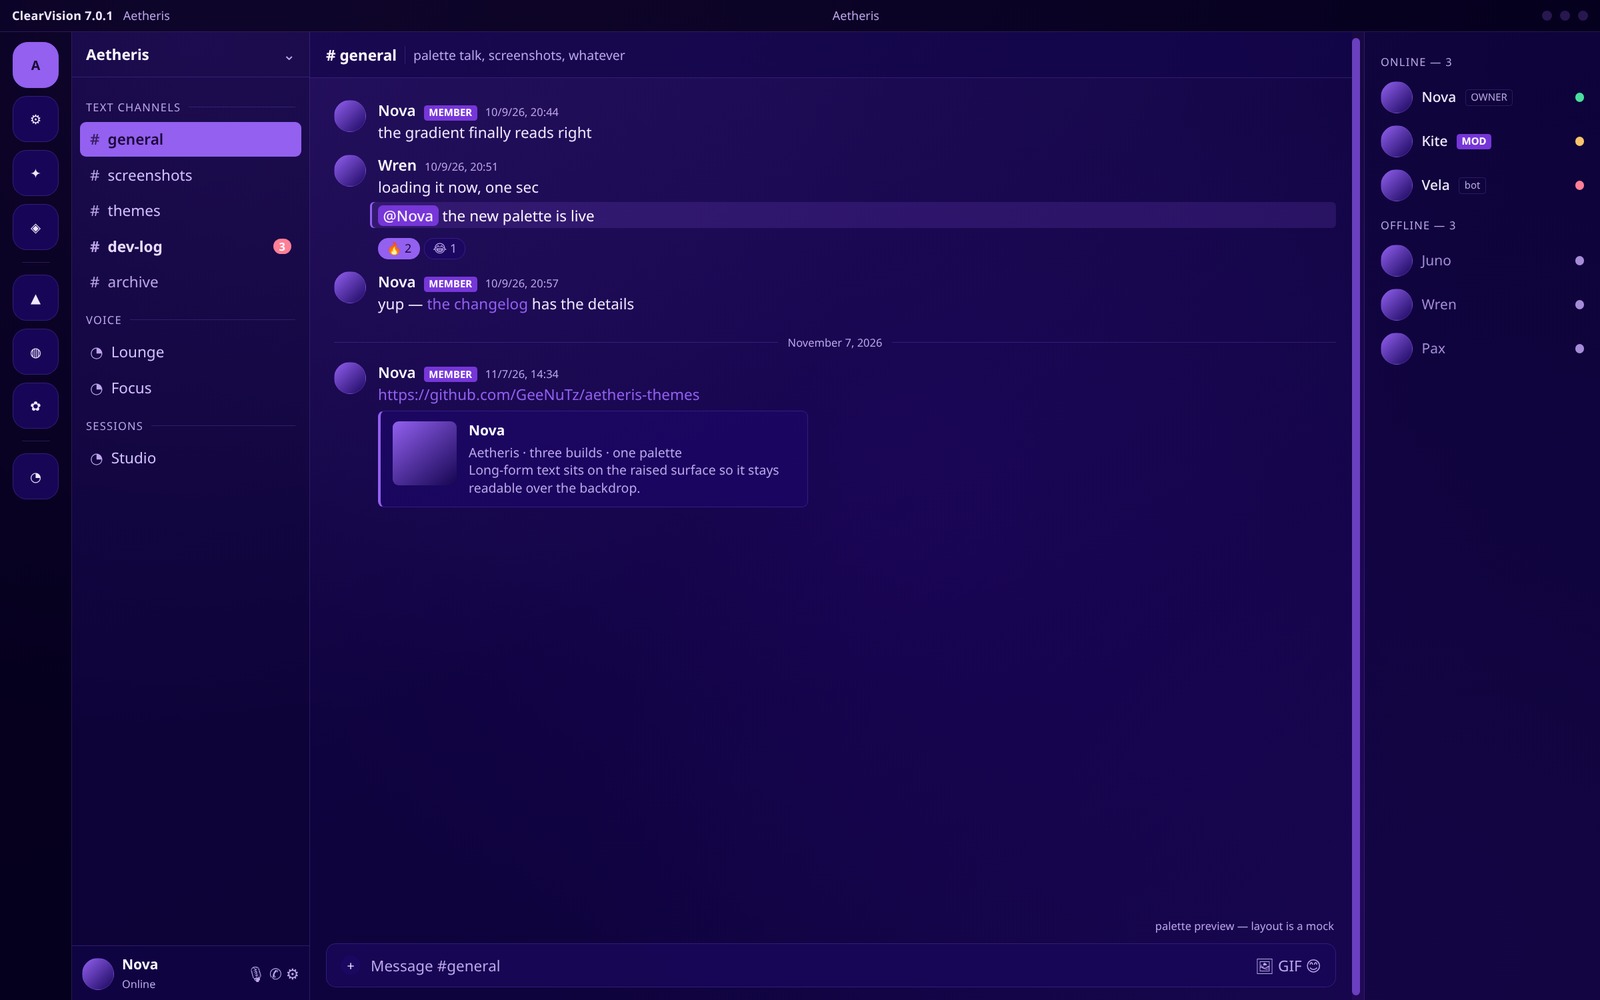 ClearVision 7.0.1 Aetheris
Aetheris
A
Aetheris
TEXT CHANNELS
# general
# screenshots
# themes
# dev-log 3
# archive
VOICE
Lounge
Focus
SESSIONS
Studio
Nova
Online
# general palette talk, screenshots, whatever
Nova MEMBER 10/9/26, 20:44
the gradient finally reads right
Wren 10/9/26, 20:51
loading it now, one sec
@Nova the new palette is live
🔥 2 😂 1
Nova MEMBER 10/9/26, 20:57
yup — the changelog has the details
November 7, 2026
Nova MEMBER 11/7/26, 14:34
https://github.com/GeeNuTz/aetheris-themes
Nova
Aetheris · three builds · one palette
Long-form text sits on the raised surface so it stays
readable over the backdrop.
palette preview — layout is a mock
+ Message #general GIF
ONLINE — 3
Nova OWNER
Kite MOD
Vela bot
OFFLINE — 3
Juno
Wren
Pax